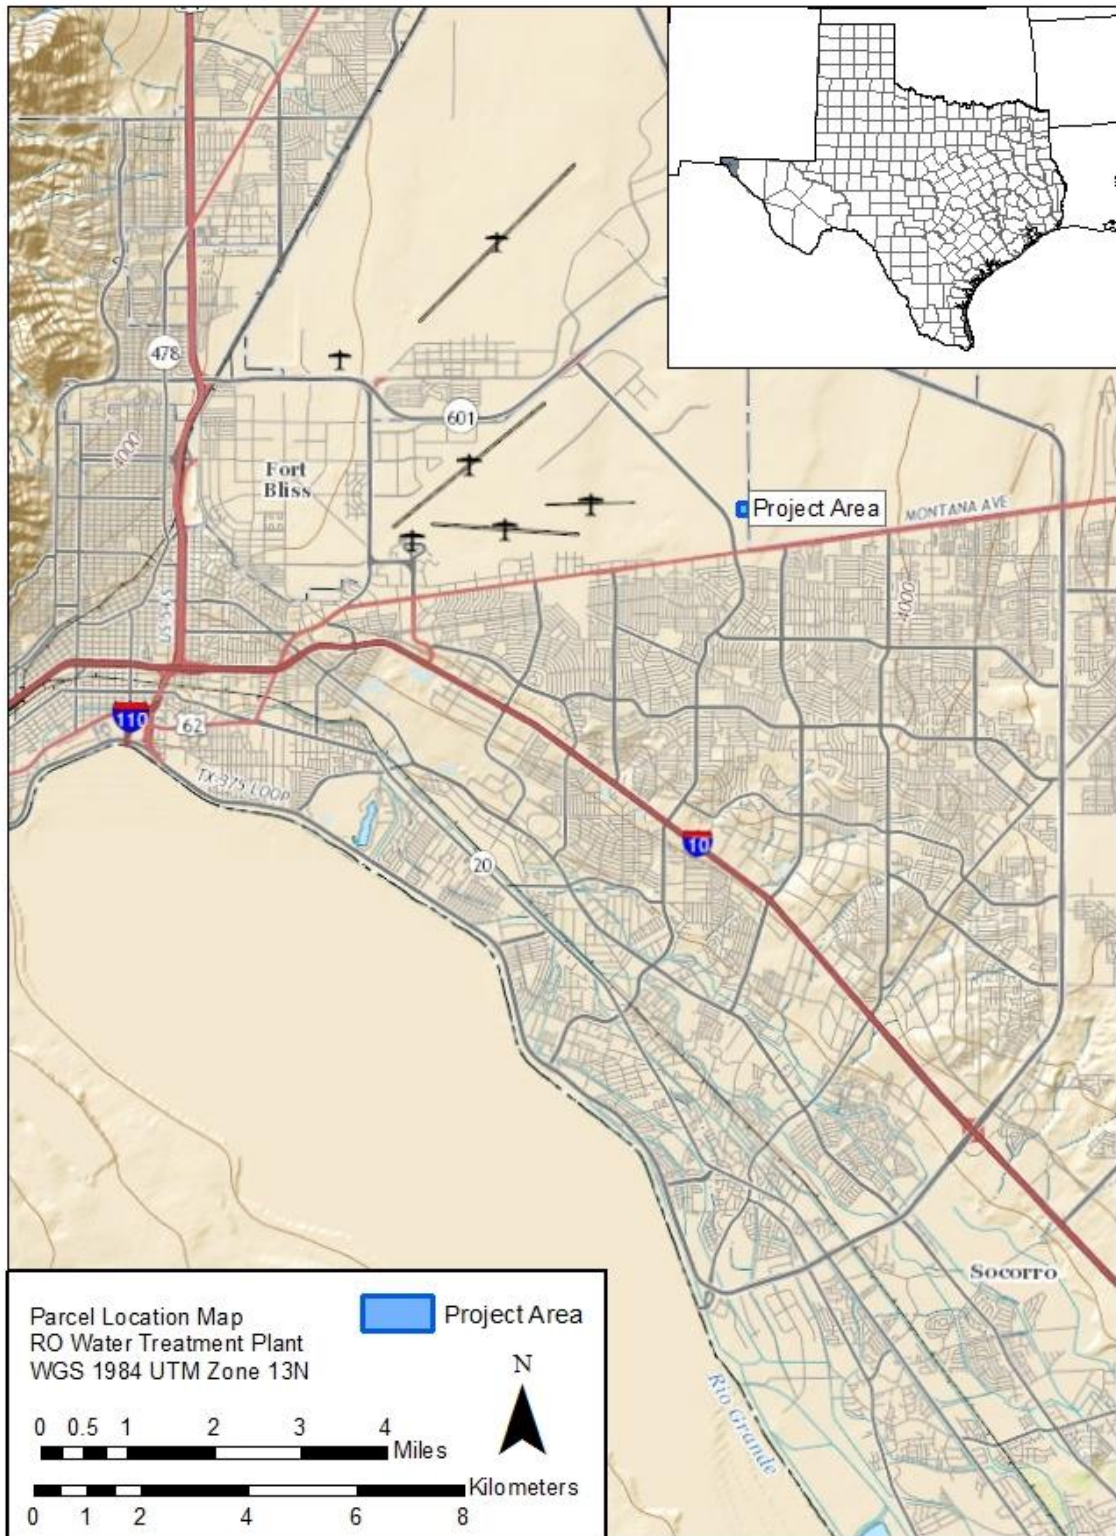 478
601
Fort
Bliss
4000
Project Area
MONTANA AVE
4000
110
62
TX-375 LOOP
10
20
Socorro
Rio Grande
Parcel Location Map
RO Water Treatment Plant
WGS 1984 UTM Zone 13N
Project Area
N
0 0.5 1 2 3 4
Miles
Kilometers
0 1 2 4 6 8